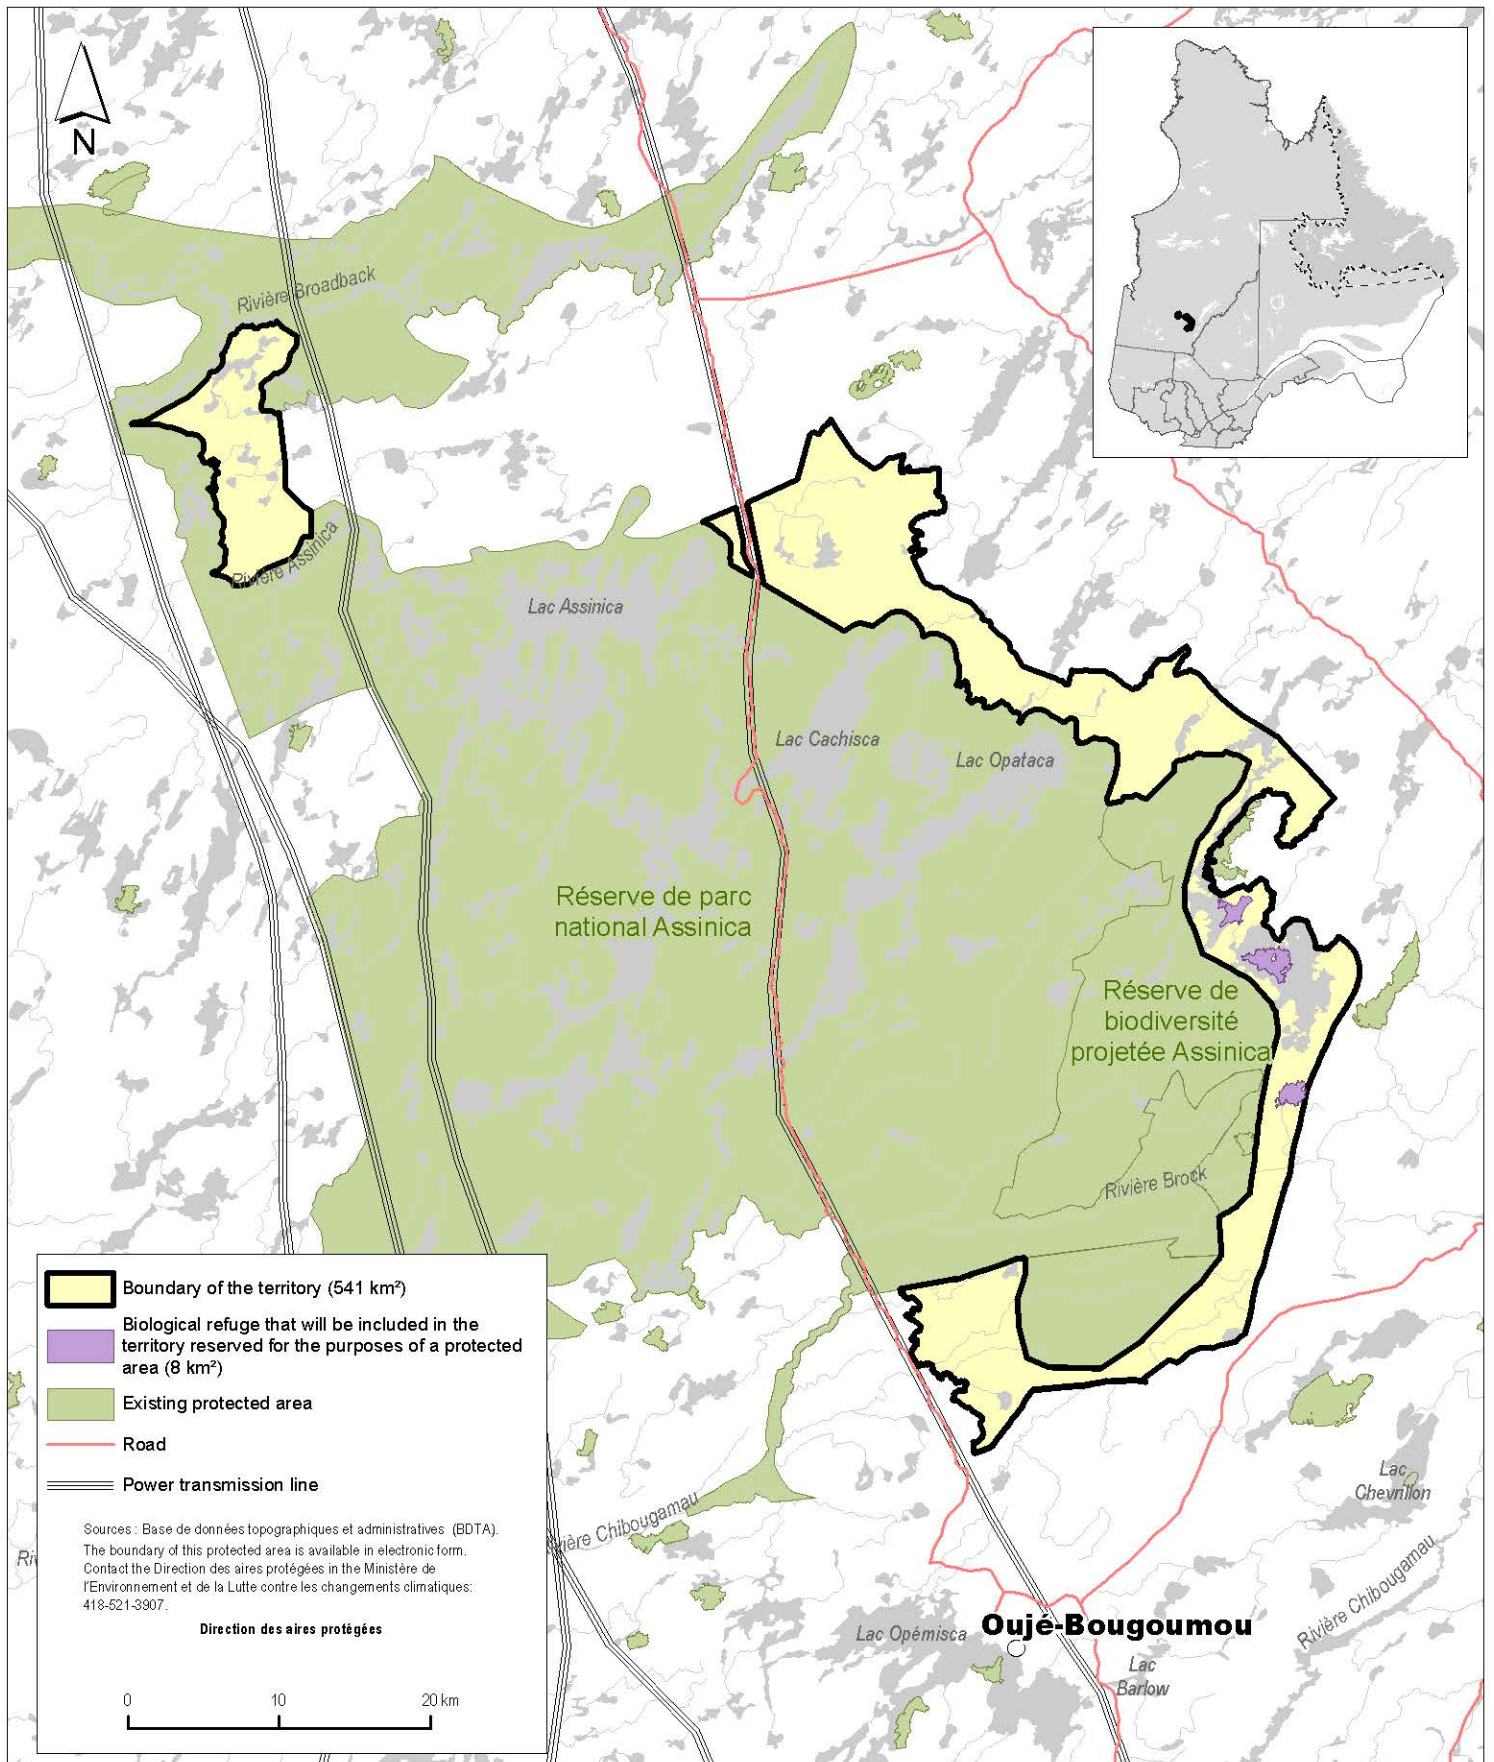 N
Rivière Broadback
Rivière Assinica
Lac Assinica
Lac Cachisca
Lac Opataca
Réserve de parc
national Assinica
Réserve de
biodiversité
projetée Assinica
Rivière Brock
Boundary of the territory (541 km²)
Biological refuge that will be included in the
territory reserved for the purposes of a protected
area (8 km²)
Existing protected area
Road
Power transmission line
Sources : Base de données topographiques et administratives (BDTA).
The boundary of this protected area is available in electronic form.
Contact the Direction des aires protégées in the Ministère de
l'Environnement et de la Lutte contre les changements climatiques:
418-521-3907.
Direction des aires protégées
0 10 20 km
Riv
vière Chibougamau
Lac
Chevrillon
Rivière Chibougamau
Lac Opémisca
Oujé-Bougoumou
Lac
Barlow